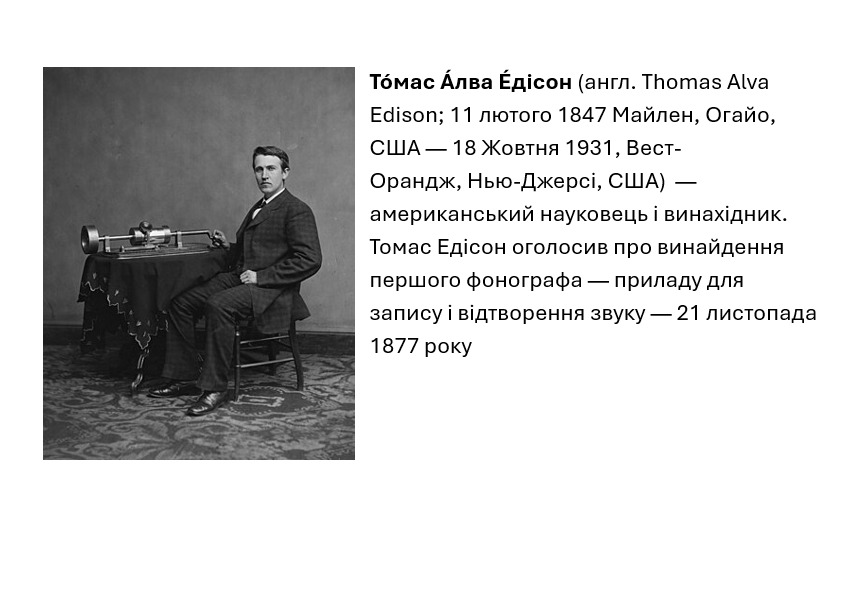 То́мас А́лва Е́дісон (англ. Thomas Alva
Edison; 11 лютого 1847 Майлен, Огайо,
США — 18 Жовтня 1931, Вест-
Орандж, Нью-Джерсі, США) —
американський науковець і винахідник.
Томас Едісон оголосив про винайдення
першого фонографа — приладу для
запису і відтворення звуку — 21 листопада
1877 року